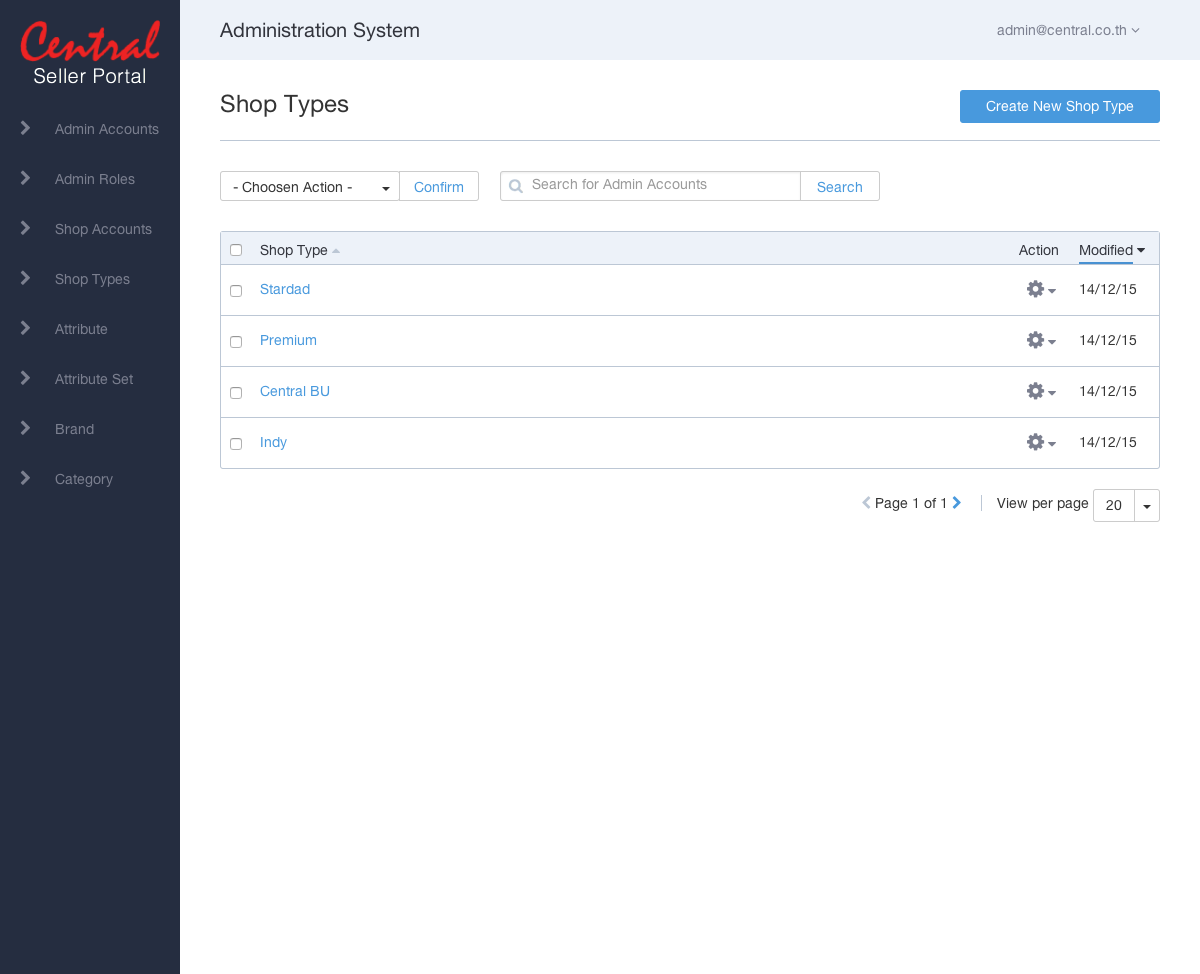 Central
Seller Portal
Admin Accounts
Admin Roles
Shop Accounts
Shop Types
Attribute
Attribute Set
Brand
Category
Administration System
admin@central.co.th
Shop Types
Create New Shop Type
- Choosen Action - Confirm Search for Admin Accounts Search
Shop Type Action Modified
Stardad 14/12/15
Premium 14/12/15
Central BU 14/12/15
Indy 14/12/15
Page 1 of 1 View per page 20